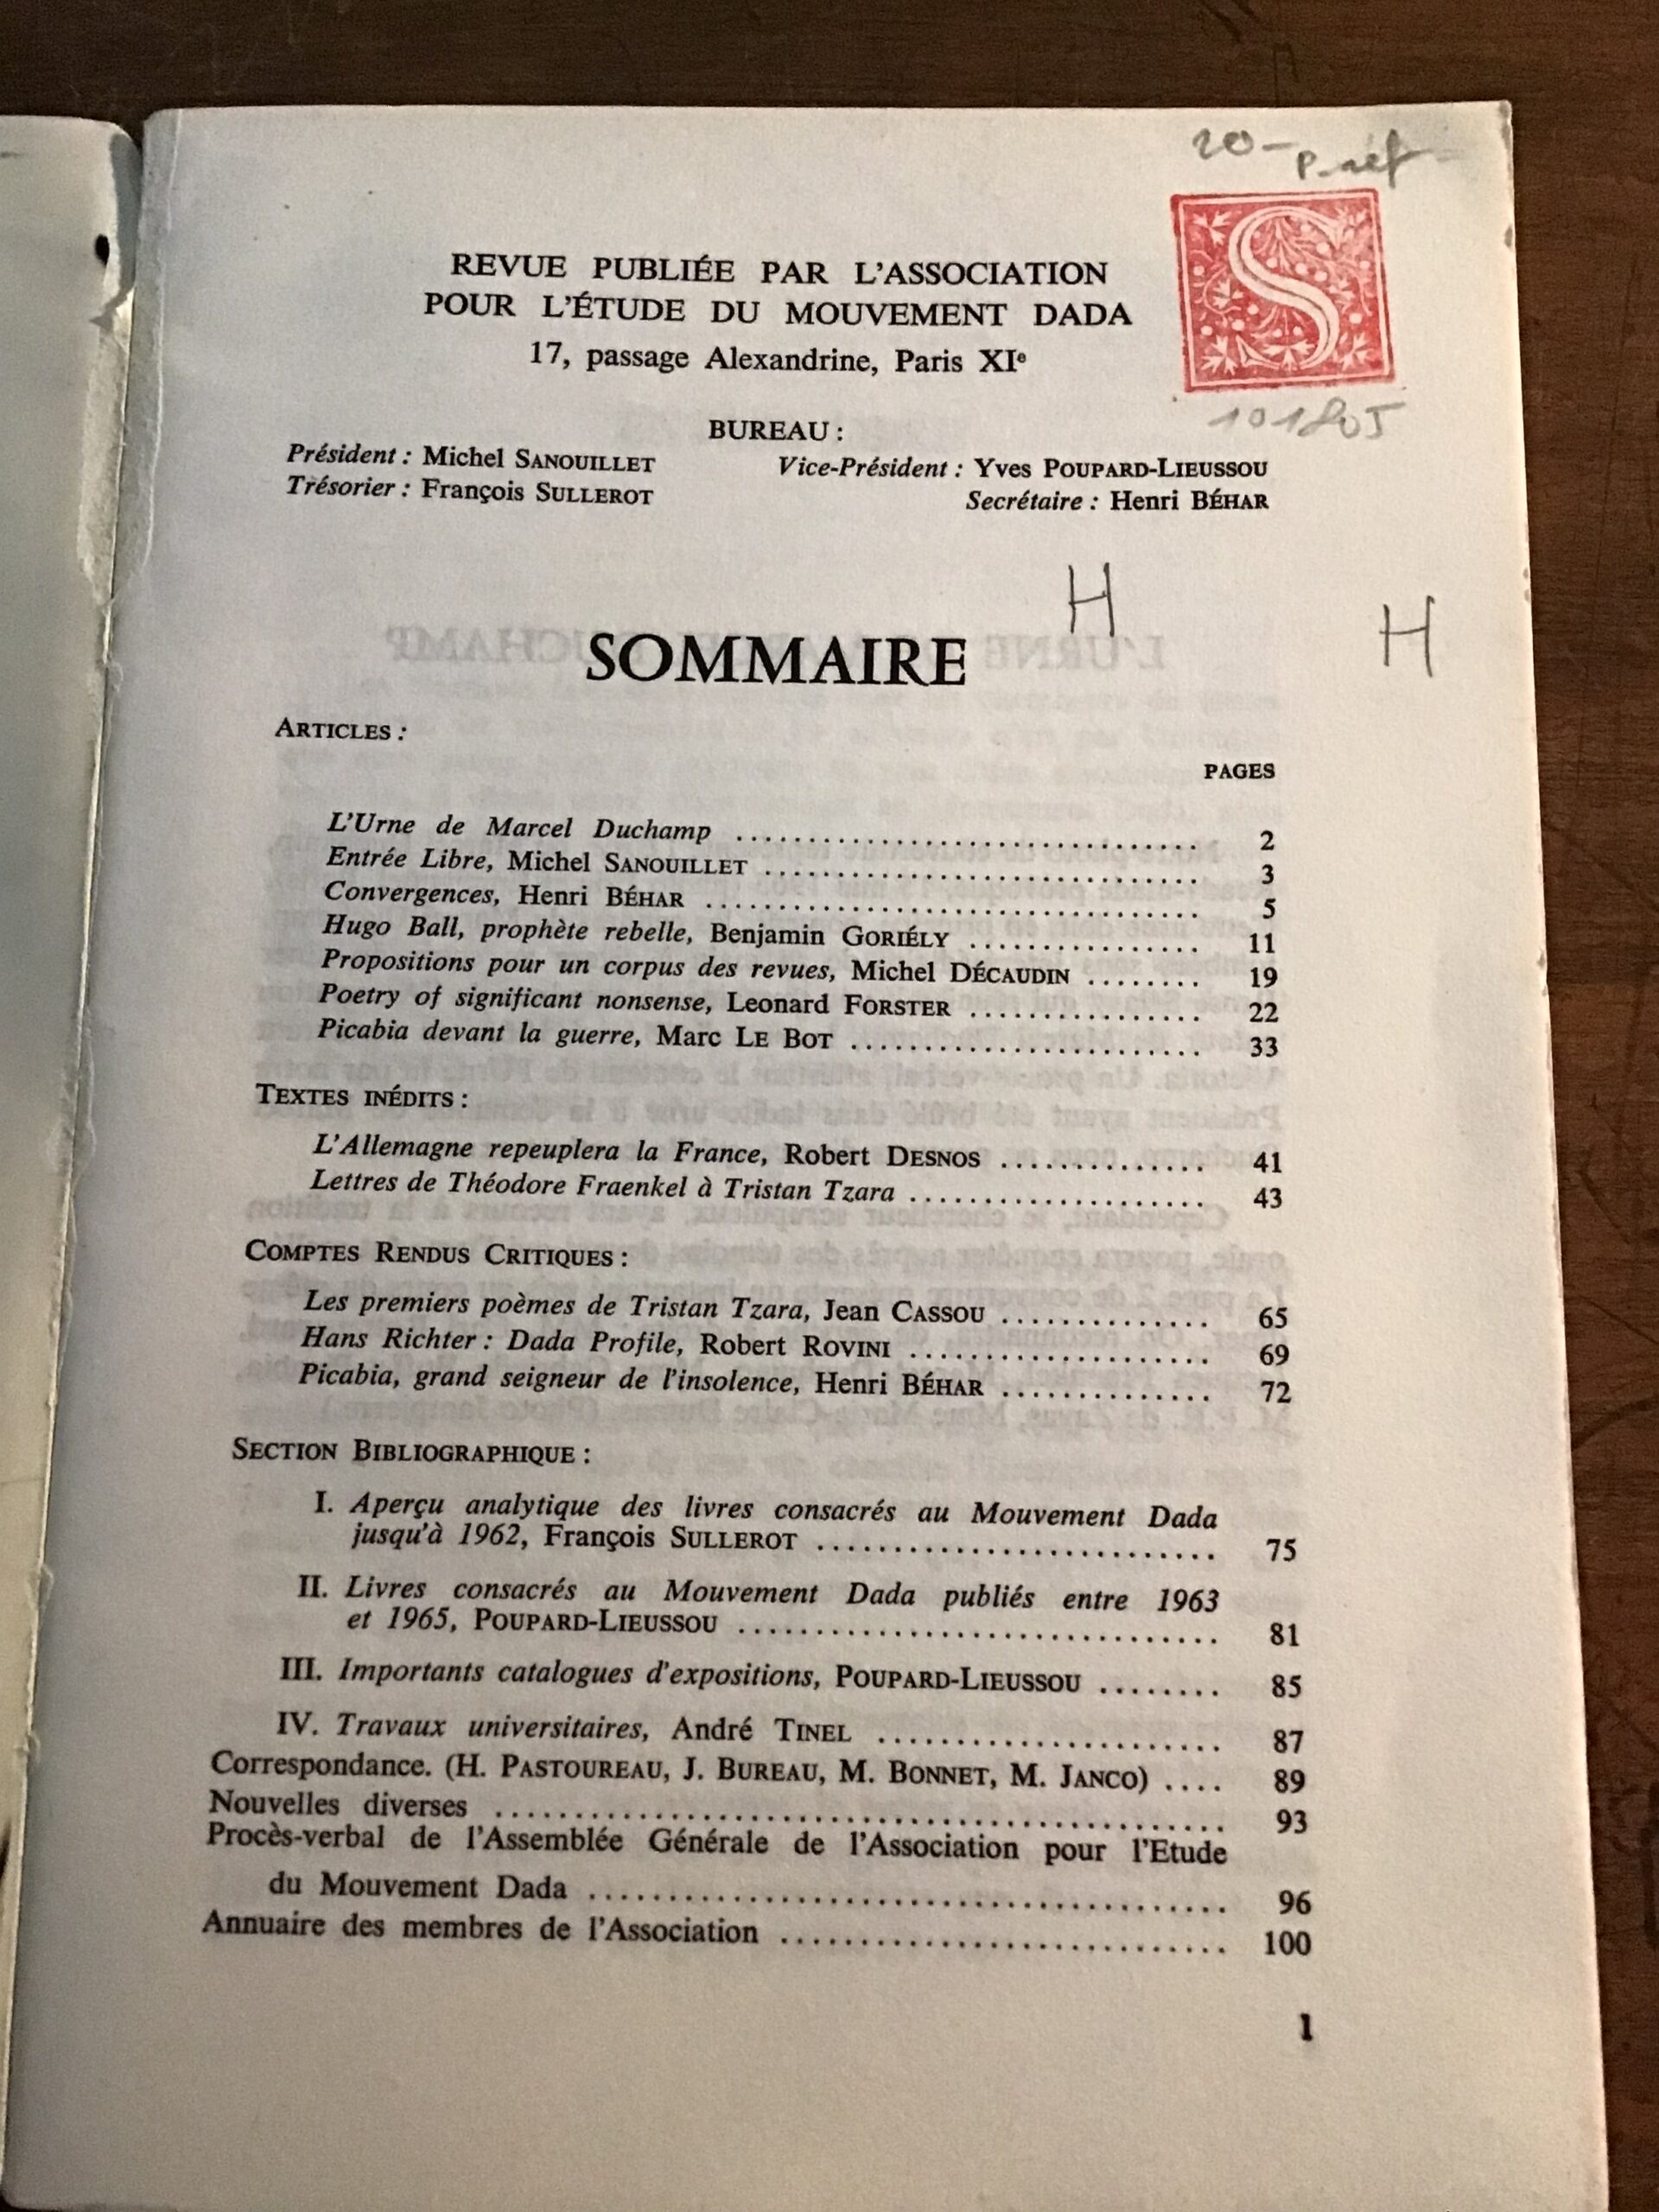 20-
REVUE PUBLIÉE PAR L'ASSOCIATION
POUR L'ÉTUDE DU MOUVEMENT DADA
17, passage Alexandrine, Paris XIe
S
101805
BUREAU :
Président : Michel SANOUILLET Vice-Président : Yves POUPARD-LIEUSSOU
Trésorier : François SULLEROT Secrétaire : Henri BÉHAR
H
H
SOMMAIRE
ARTICLES :
PAGES
L'Urne de Marcel Duchamp ................................ 2
Entrée Libre, Michel SANOUILLET .............................. 3
Convergences, Henri BÉHAR .................................. 5
Hugo Ball, prophète rebelle, Benjamin GORIÉLY ................ 11
Propositions pour un corpus des revues, Michel DÉCAUDIN ........ 19
Poetry of significant nonsense, Leonard FORSTER ................ 22
Picabia devant la guerre, Marc LE BOT ........................ 33
TEXTES INÉDITS :
L'Allemagne repeuplera la France, Robert DESNOS .............. 41
Lettres de Théodore Fraenkel à Tristan Tzara .................... 43
COMPTES RENDUS CRITIQUES :
Les premiers poèmes de Tristan Tzara, Jean CASSOU .............. 65
Hans Richter : Dada Profile, Robert ROVINI .................... 69
Picabia, grand seigneur de l'insolence, Henri BÉHAR .............. 72
SECTION BIBLIOGRAPHIQUE :
I. Aperçu analytique des livres consacrés au Mouvement Dada
jusqu'à 1962, François SULLEROT .......................... 75
II. Livres consacrés au Mouvement Dada publiés entre 1963
et 1965, POUPARD-LIEUSSOU ................................ 81
III. Importants catalogues d'expositions, POUPARD-LIEUSSOU ........ 85
IV. Travaux universitaires, André TINEL ...................... 87
Correspondance. (H. PASTOUREAU, J. BUREAU, M. BONNET, M. JANCO) .... 89
Nouvelles diverses ................................................ 93
Procès-verbal de l'Assemblée Générale de l'Association pour l'Etude
du Mouvement Dada .......................................... 96
Annuaire des membres de l'Association ............................ 100
1